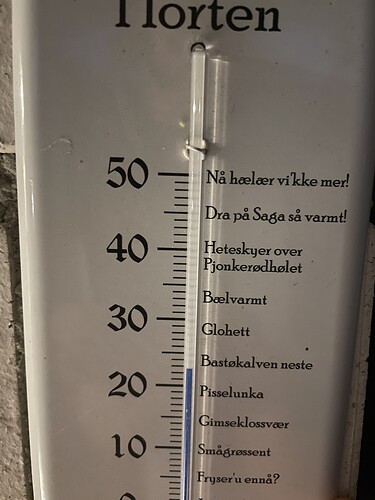 Horten
50 Nå hælær vi'kke mer!
Dra på Saga så varmt!
40 Heteskyer over
Pjonkerødhølet
Bælvarmt
30
Glohett
Bastøkalven neste
20 Pisselunka
Gimseklossvær
10 Smågrøssent
Fryser'u ennå?
0